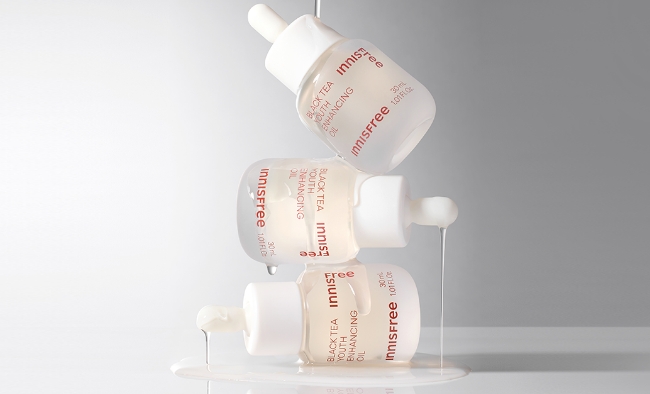 INNISFree
BLACK TEA
YOUTH
ENHANCING
OIL
INNISFree
30 mL
1.01 FL.Oz
INNISFree
BLACK TEA
YOUTH
ENHANCING
OIL
INNISFree
30 mL
1.01 FL.Oz
INNISFree
BLACK TEA
YOUTH
ENHANCING
OIL
INNISFree
30 mL
1.01 FL.Oz